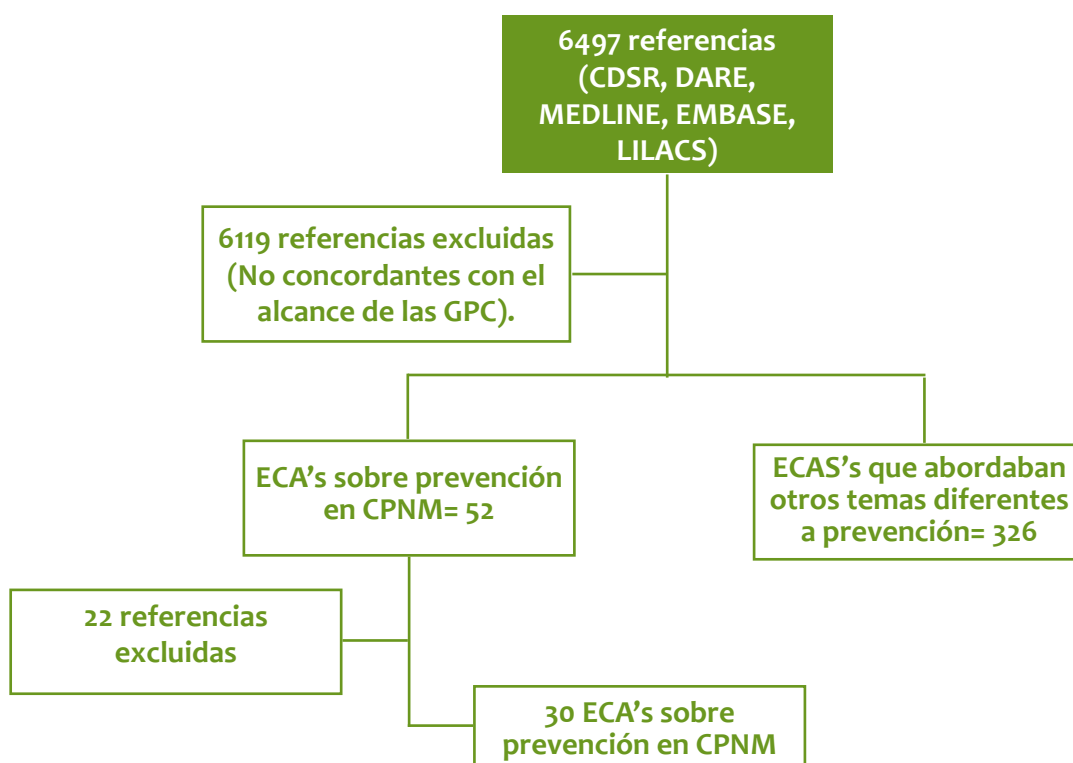 6497 referencias
(CDSR, DARE,
MEDLINE, EMBASE,
LILACS)
6119 referencias excluidas
(No concordantes con el
alcance de las GPC).
ECA's sobre prevención
en CPNM= 52
ECAS's que abordaban
otros temas diferentes
a prevención= 326
22 referencias
excluidas
30 ECA's sobre
prevención en CPNM